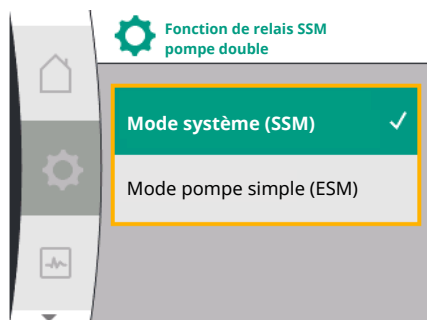 Fonction de relais SSM
pompe double
Mode système (SSM)
Mode pompe simple (ESM)